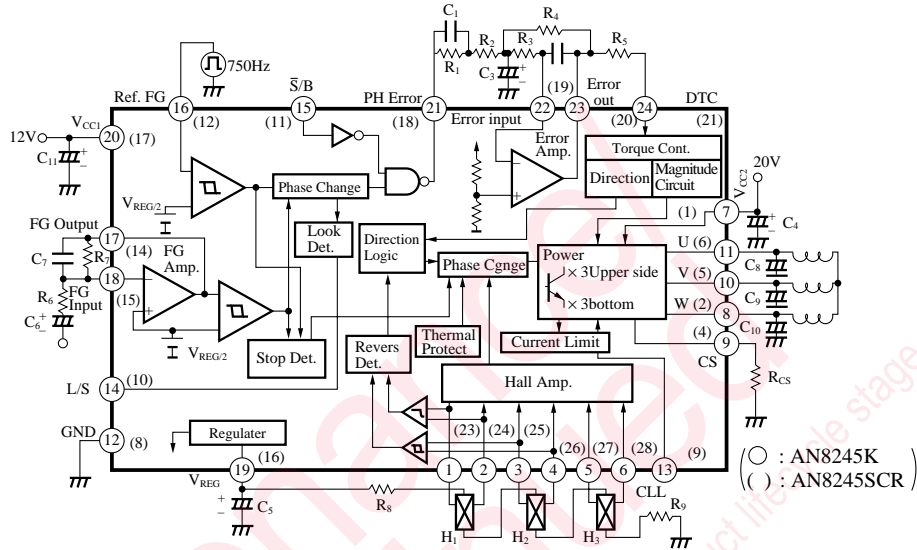 C1 R4
R1 R2 R3 R5
750Hz
C3 + −
Ref. FG S̄/B PH Error (19) Error out DTC
16 15 21 22 23 24
(12) (11) (18) Error input (20) (21)
12V VCC1 20 (17)
C11 + −
Error Amp. − +
Torque Cont.
Direction Magnitude Circuit
20V
VCC2
7 (1)
+ − C4
Phase Change
VREG/2
Look Det.
Direction Logic
Phase Cgnge
Power
× 3Upper side
× 3bottom
U (6) 11 C8
V (5) 10 C9
W (2) 8 C10
(4) 9 CS
RCS
FG Output 17 (14)
C7 R7 FG Amp.
18 − +
R6 FG Input (15)
C6 + −
VREG/2
Stop Det.
Revers Det.
Thermal Protect
Current Limit
L/S 14 (10)
Hall Amp.
GND 12 (8)
Regulater
(16)
(23) (24) (25) (26) (27) (28) (9)
VREG 19 1 2 3 4 5 6 13 CLL
+ − C5
R8 H1 H2 H3 R9
○ : AN8245K
( ) : AN8245SCR